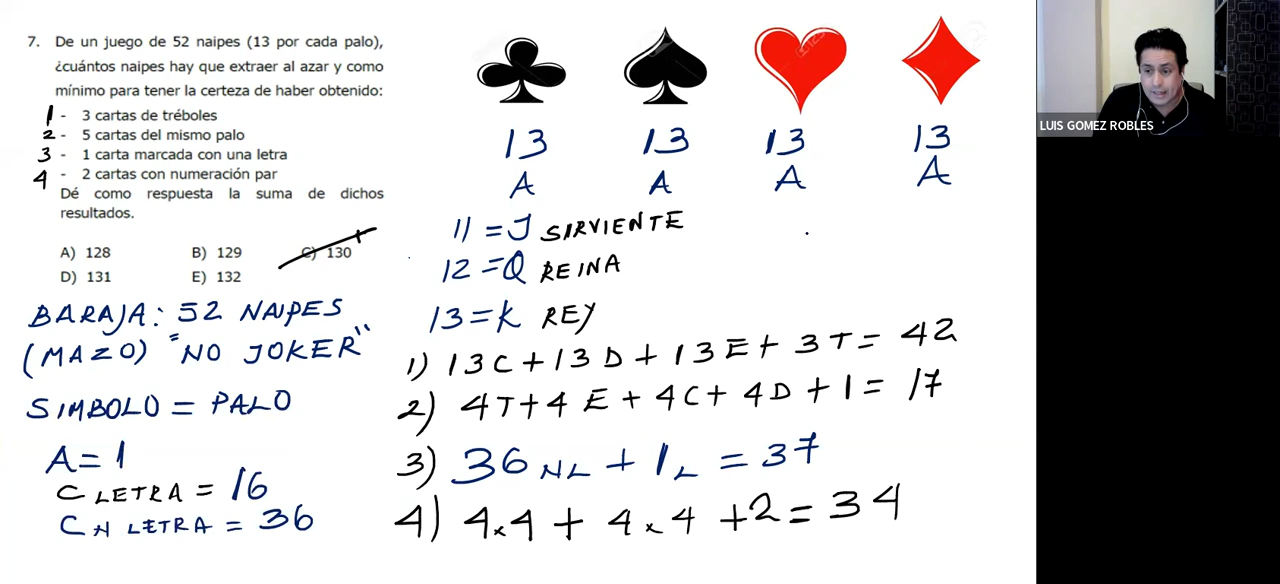 7. De un juego de 52 naipes (13 por cada palo),
¿cuántos naipes hay que extraer al azar y como
mínimo para tener la certeza de haber obtenido:
1 - 3 cartas de tréboles
2 - 5 cartas del mismo palo
3 - 1 carta marcada con una letra
4 - 2 cartas con numeración par
Dé como respuesta la suma de dichos
resultados.
A) 128 B) 129 C) 130
D) 131 E) 132
BARAJA: 52 NAIPES
(MAZO) "NO JOKER"
SIMBOLO = PALO
A = 1
C LETRA = 16
C N LETRA = 36
13 13 13 13
A A A A
11 = J SIRVIENTE
12 = Q REINA
13 = K REY
1) 13C + 13D + 13E + 3T = 42
2) 4T + 4E + 4C + 4D + 1 = 17
3) 36 NL + 1L = 37
4) 4x4 + 4x4 + 2 = 34
LUIS GOMEZ ROBLES